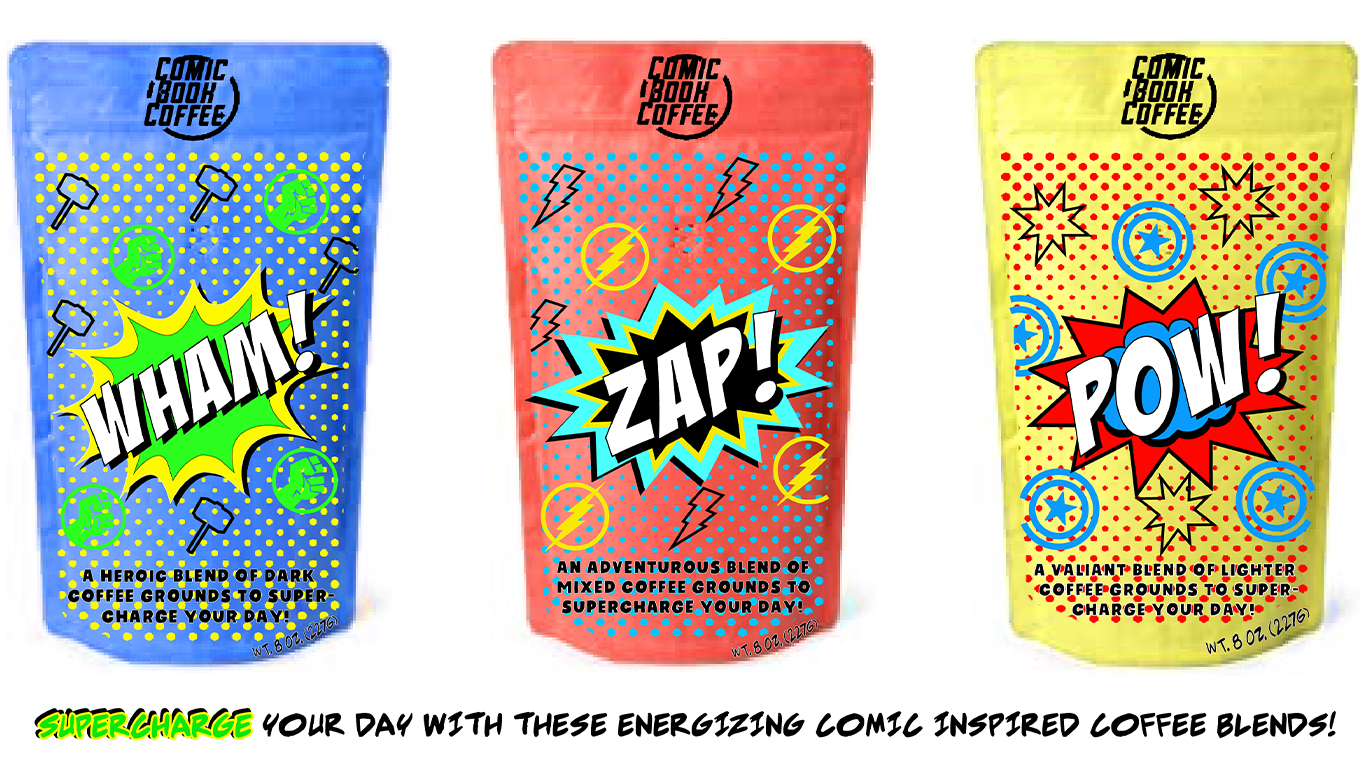 COMIC
BOOK
COFFEE
WHAM!
A HEROIC BLEND OF DARK
COFFEE GROUNDS TO SUPER-
CHARGE YOUR DAY!
WT. 8 OZ. (227G)
COMIC
BOOK
COFFEE
ZAP!
AN ADVENTUROUS BLEND OF
MIXED COFFEE GROUNDS TO
SUPERCHARGE YOUR DAY!
WT. 8 OZ. (227G)
COMIC
BOOK
COFFEE
POW!
A VALIANT BLEND OF LIGHTER
COFFEE GROUNDS TO SUPER-
CHARGE YOUR DAY!
WT. 8 OZ. (227G)
SUPERCHARGE YOUR DAY WITH THESE ENERGIZING COMIC INSPIRED COFFEE BLENDS!